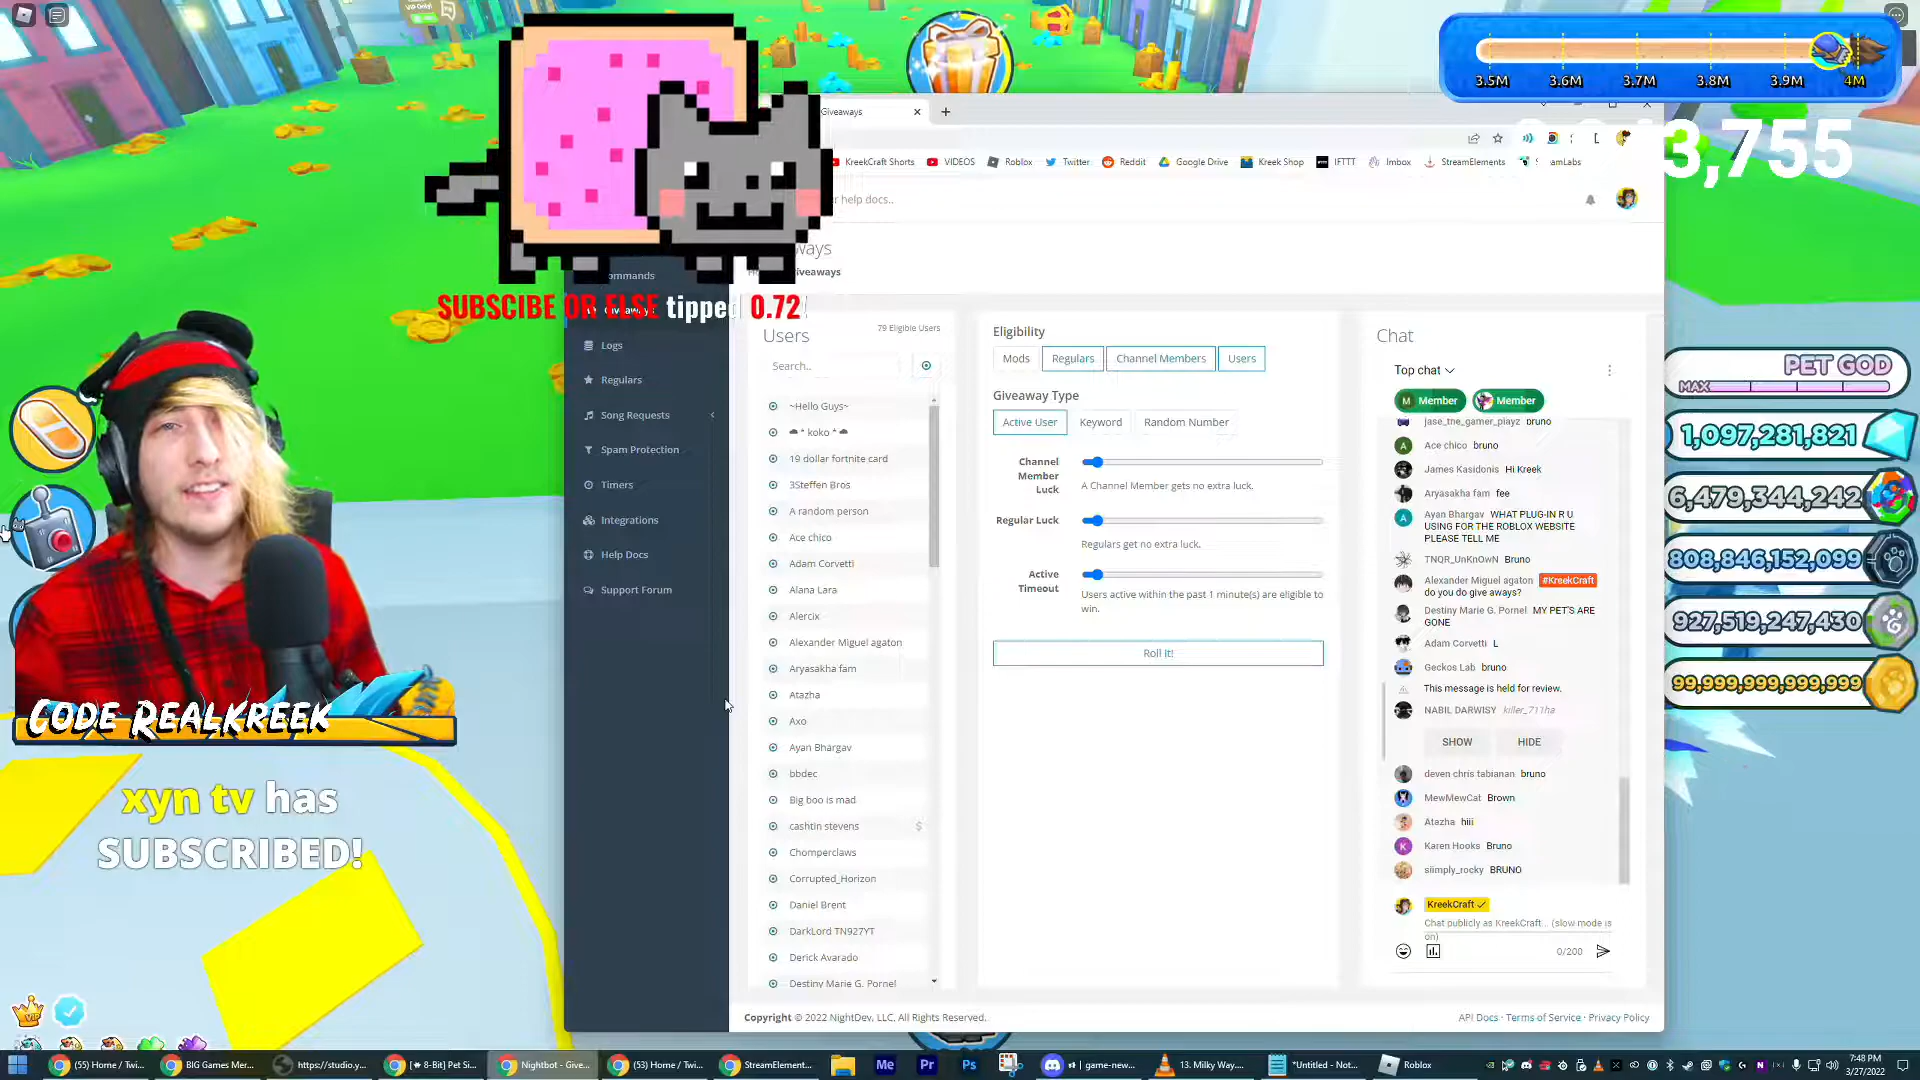 3.5M 3.6M 3.7M 3.8M 3.9M 4M
3,755
Giveaways
KreekCraft Shorts VIDEOS Roblox Twitter Reddit Google Drive Kreek Shop IFTTT Imbox StreamElements
help docs..
Giveaways
SUBSCIBE OR ELSE tipped 0.72!
Logs
Regulars
Song Requests
Spam Protection
Timers
Integrations
Help Docs
Support Forum
Users
79 Eligible Users
Search..
~Hello Guys~
* koko *
19 dollar fortnite card
3Steffen Bros
A random person
Ace chico
Adam Corvetti
Alana Lara
Alercix
Alexander Miguel agaton
Aryasakha fam
Atazha
Axo
Ayan Bhargav
bbdec
Big boo is mad
cashtin stevens $
Chomperclaws
Corrupted_Horizon
Daniel Brent
DarkLord TN927YT
Derick Avarado
Destiny Marie G. Pornel
Eligibility
Mods Regulars Channel Members Users
Giveaway Type
Active User Keyword Random Number
Channel
Member
Luck
A Channel Member gets no extra luck.
Regular Luck
Regulars get no extra luck.
Active
Timeout
Users active within the past 1 minute(s) are eligible to
win.
Roll It!
Chat
Top chat
M Member Member
jase_the_gamer_playz bruno
A Ace chico bruno
James Kasidonis Hi Kreek
Aryasakha fam fee
A Ayan Bhargav WHAT PLUG-IN R U
USING FOR THE ROBLOX WEBSITE
PLEASE TELL ME
TNQR_UnKnOwN Bruno
Alexander Miguel agaton #KreekCraft
do you do give aways?
Destiny Marie G. Pornel MY PET'S ARE
GONE
Adam Corvetti L
Geckos Lab bruno
This message is held for review.
NABIL DARWISY killer_711ha
SHOW HIDE
deven chris tabianan bruno
MewMewCat Brown
Atazha hiii
K Karen Hooks Bruno
siimply_rocky BRUNO
KreekCraft
Chat publicly as KreekCraft .. (slow mode is
on)
0/200
Copyright © 2022 NightDev, LLC. All Rights Reserved.
API Docs · Terms of Service · Privacy Policy
PET GOD
MAX
1,097,281,821
6,479,344,242
808,846,152,099
927,519,247,430
99,999,999,999,999
CODE REALKREEK
xyn tv has
SUBSCRIBED!
VIP
(55) Home / Twi... BIG Games Mer... https://studio.y... 8-Bit] Pet Si... Nightbot - Give... (53) Home / Twi... StreamElement... Me Pr Ps game-new... 13. Milky Way.... *Untitled - Not... Roblox
7:48 PM
3/27/2022